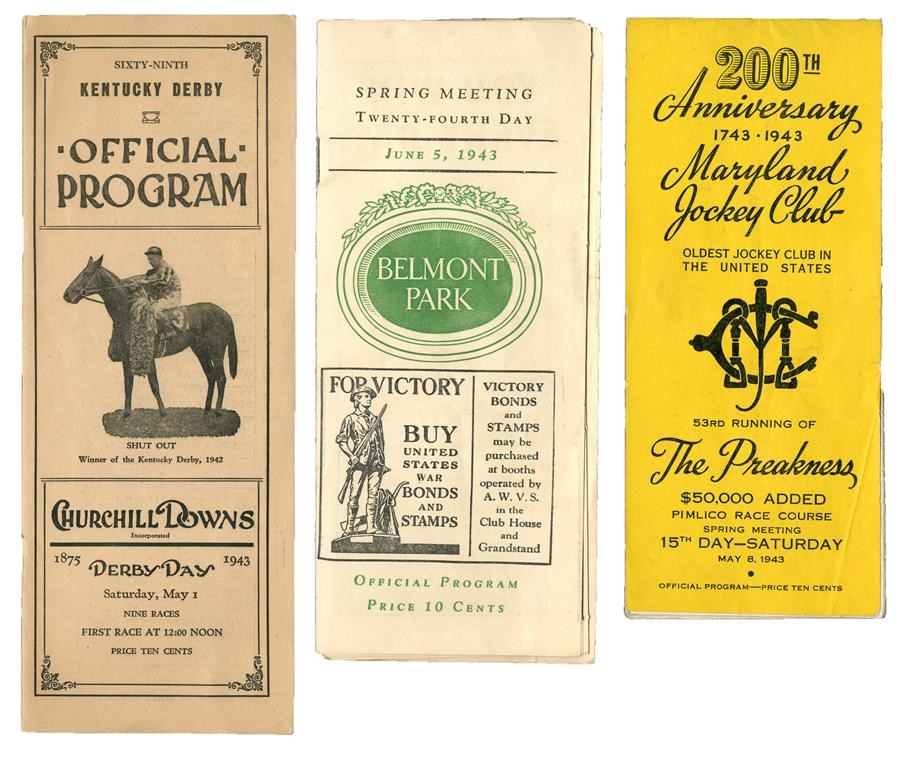 SIXTY-NINTH
KENTUCKY DERBY
·OFFICIAL·
PROGRAM
3
SHUT OUT
Winner of the Kentucky Derby, 1942
CHURCHILL DOWNS
Incorporated
1875 1943
DERBY DAY
Saturday, May 1
NINE RACES
FIRST RACE AT 12:00 NOON
PRICE TEN CENTS
SPRING MEETING
TWENTY-FOURTH DAY
JUNE 5, 1943
BELMONT
PARK
FOR VICTORY
BUY
UNITED
STATES
WAR
BONDS
AND
STAMPS
VICTORY
BONDS
and
STAMPS
may be
purchased
at booths
operated by
A. W. V. S.
in the
Club House
and
Grandstand
OFFICIAL PROGRAM
PRICE 10 CENTS
200TH
Anniversary
1743 · 1943
Maryland
Jockey Club
OLDEST JOCKEY CLUB IN
THE UNITED STATES
MJC
53RD RUNNING OF
The Preakness
$50,000 ADDED
PIMLICO RACE COURSE
SPRING MEETING
15TH DAY—SATURDAY
MAY 8, 1943
OFFICIAL PROGRAM—PRICE TEN CENTS